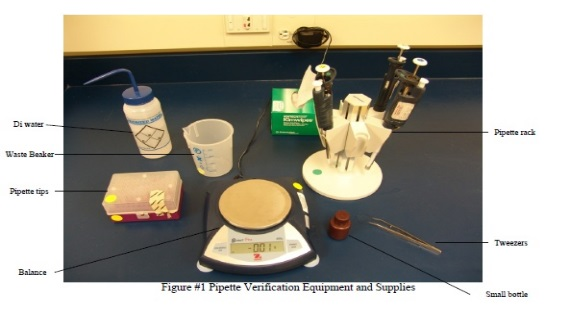 Di water
Waste Beaker
Pipette tips
Balance
Pipette rack
Tweezers
Small bottle
Kimwipes
-001
Figure #1 Pipette Verification Equipment and Supplies